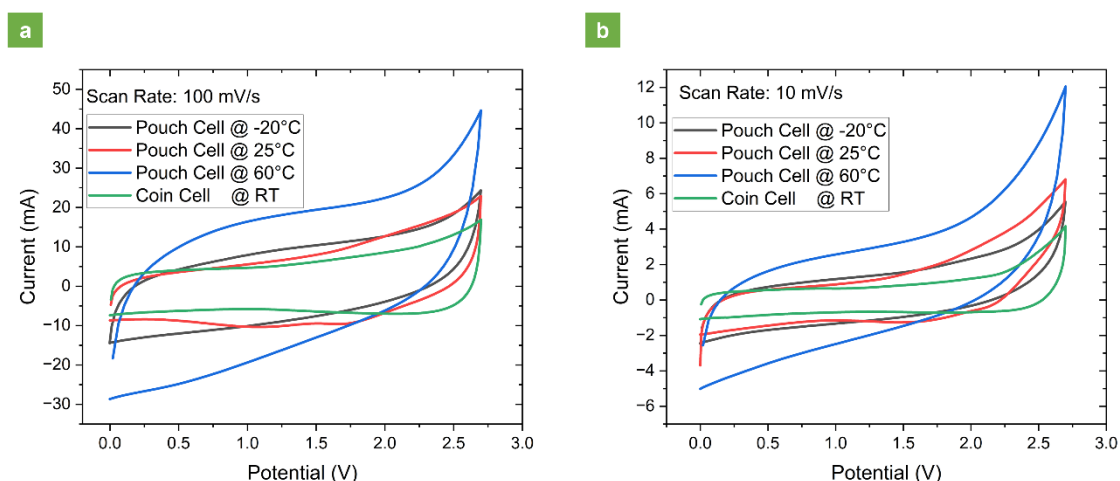 a
Scan Rate: 100 mV/s
Pouch Cell @ -20°C
Pouch Cell @ 25°C
Pouch Cell @ 60°C
Coin Cell @ RT
50
40
30
20
10
0
−10
−20
−30
Current (mA)
0.0 0.5 1.0 1.5 2.0 2.5 3.0
Potential (V)
b
Scan Rate: 10 mV/s
Pouch Cell @ -20°C
Pouch Cell @ 25°C
Pouch Cell @ 60°C
Coin Cell @ RT
12
10
8
6
4
2
0
−2
−4
−6
Current (mA)
0.0 0.5 1.0 1.5 2.0 2.5 3.0
Potential (V)